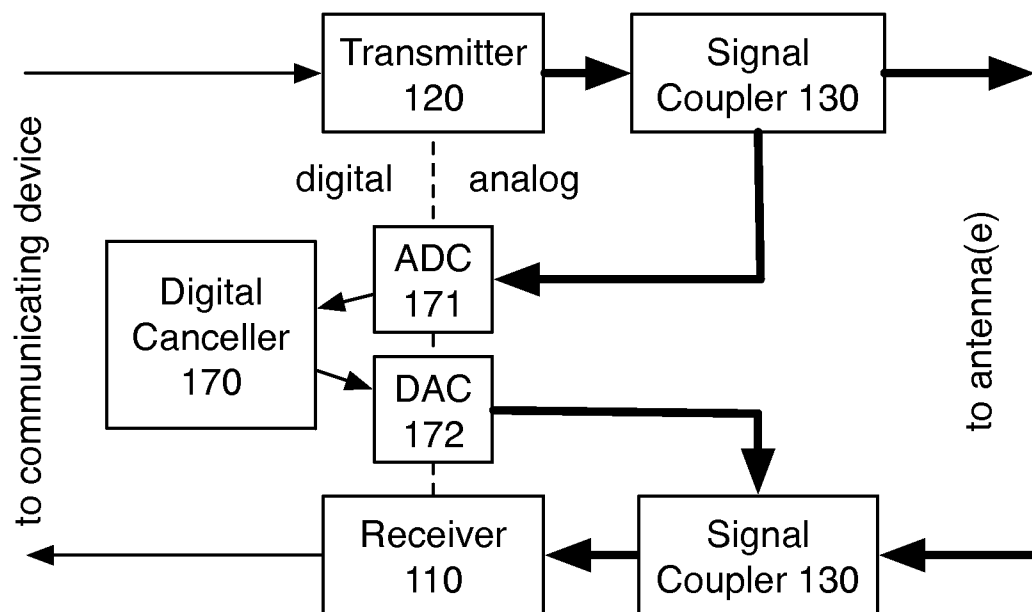 Transmitter
120
Signal
Coupler 130
digital
analog
to communicating device
ADC
171
Digital
Canceller
170
to antenna(e)
DAC
172
Receiver
110
Signal
Coupler 130